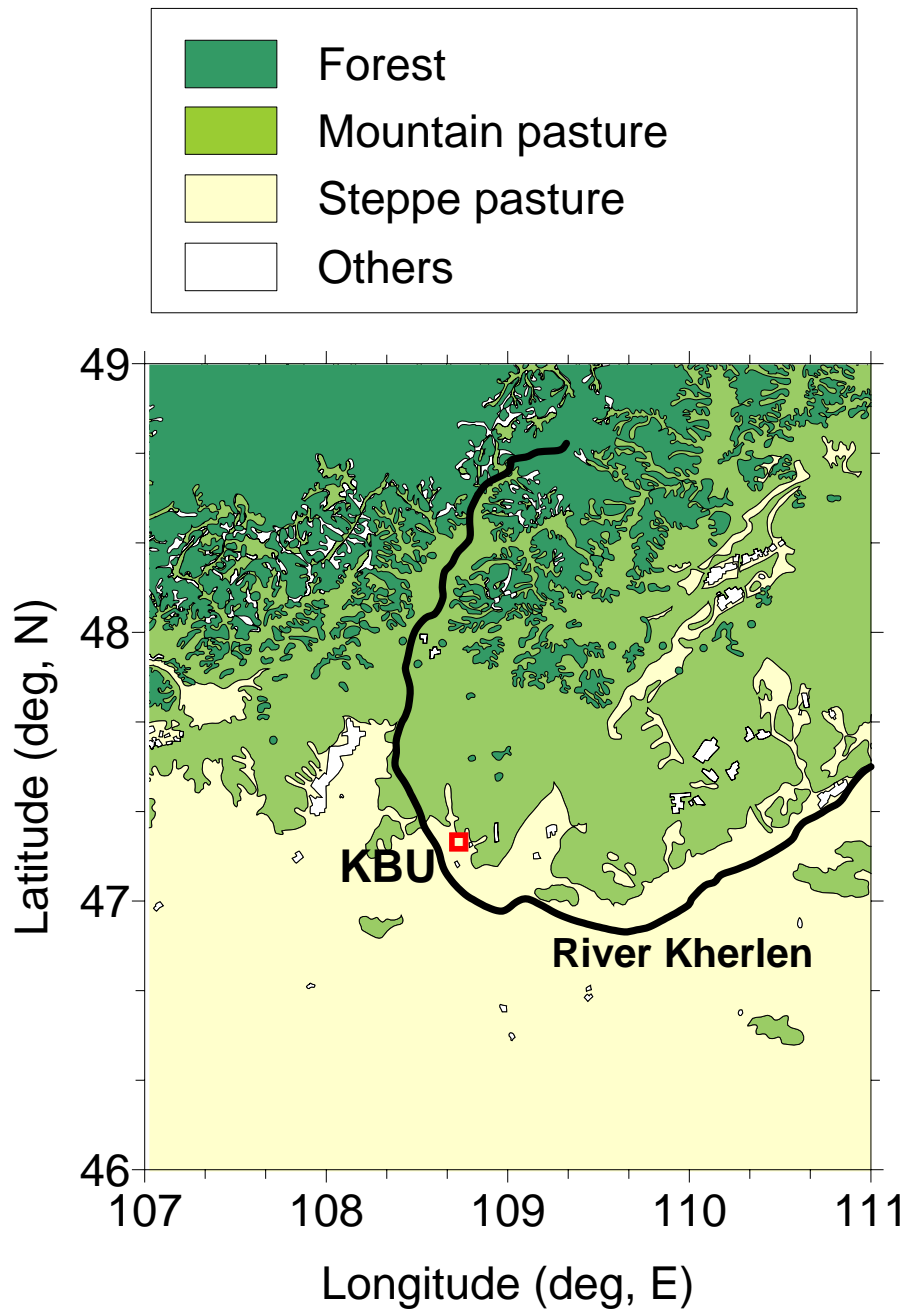 Forest
Mountain pasture
Steppe pasture
Others
49
48
47
46
Latitude (deg, N)
KBU
River Kherlen
107 108 109 110 111
Longitude (deg, E)